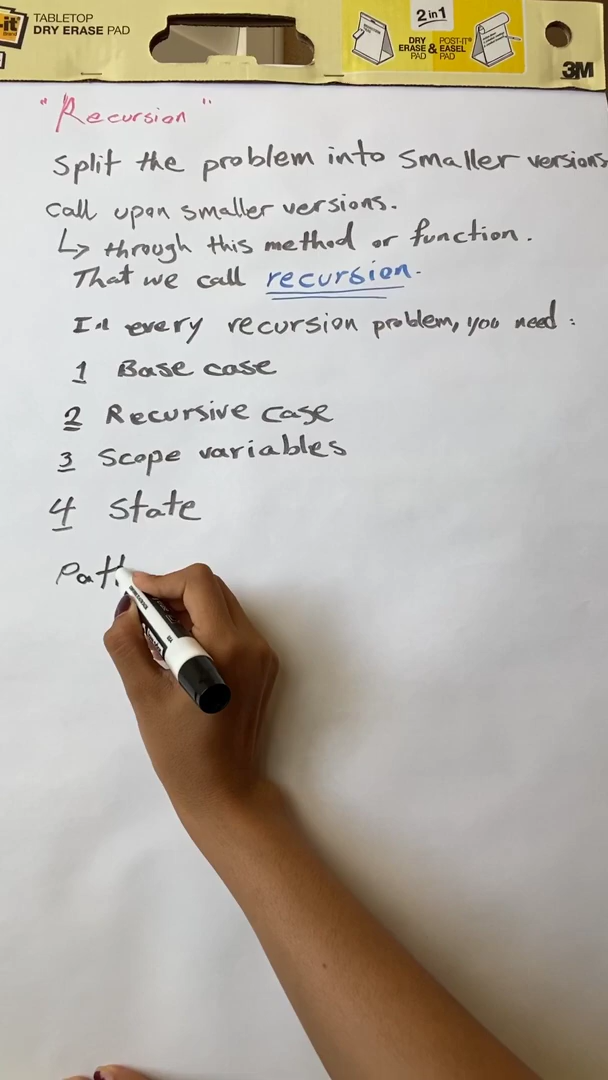 TABLETOP
DRY ERASE PAD
2 in 1
DRY ERASE PAD & POST-IT® EASEL PAD
3M
"Recursion"
Split the problem into smaller versions
call upon smaller versions.
↳ through this method or function.
That we call recursion.
In every recursion problem, you need:
1 Base case
2 Recursive case
3 Scope variables
4 State
Patt